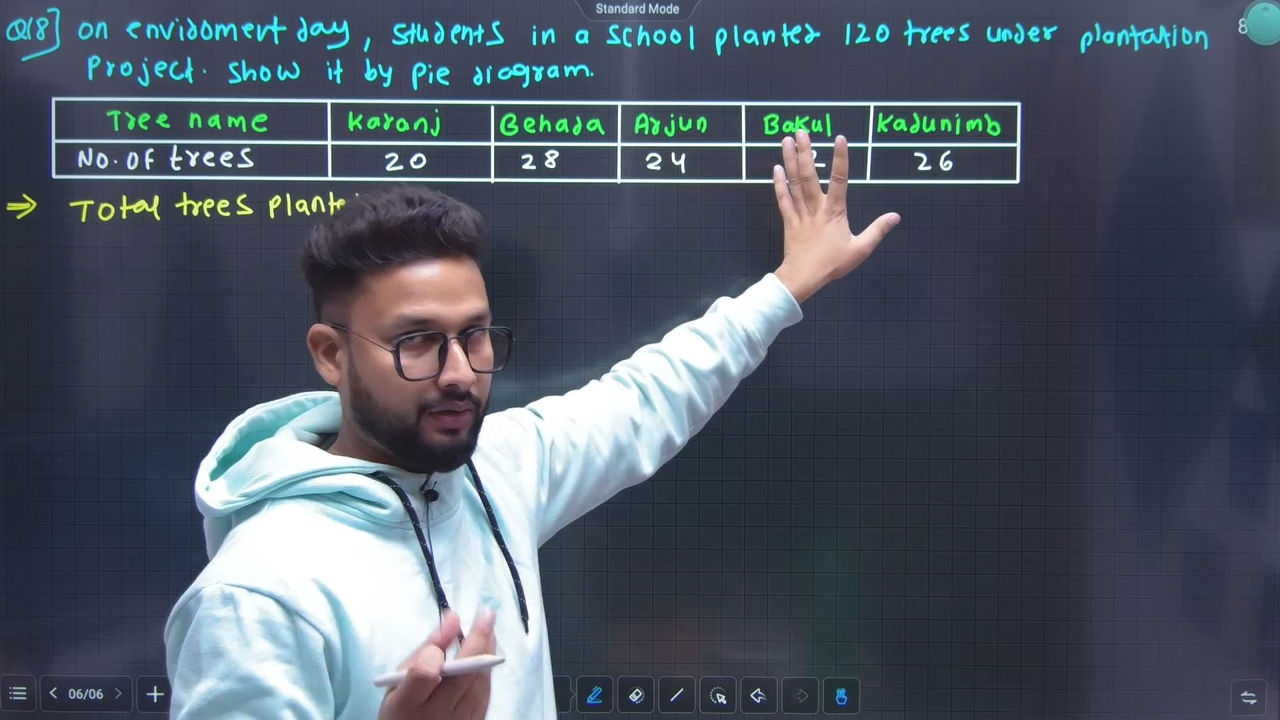 Standard Mode
Q18] on envidoment day, students in a school planted 120 trees under plantation
8
Project. show it by pie diagram.
Tree name Karanj Behada Arjun Bakul Kadunimb
No. of trees 20 28 24 26
⇒ Total trees
06/06